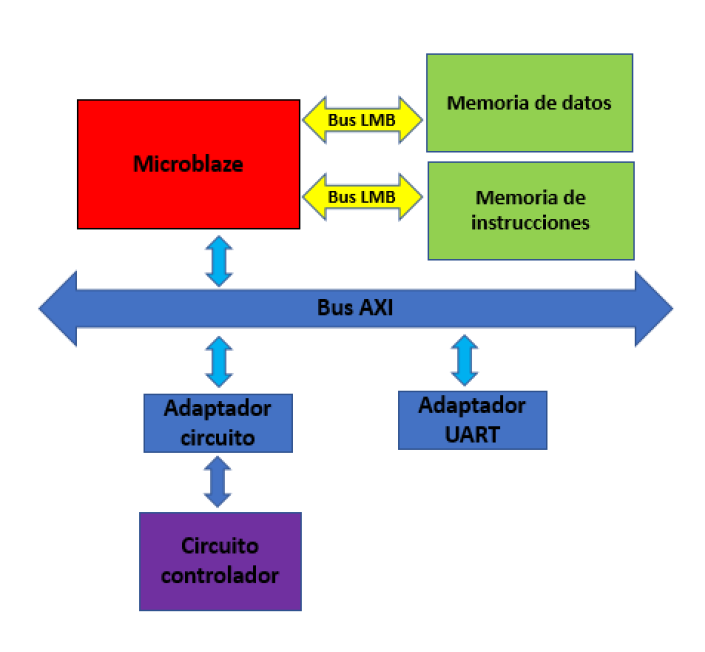 Microblaze
Bus LMB
Memoria de datos
Bus LMB
Memoria de
instrucciones
Bus AXI
Adaptador
circuito
Adaptador
UART
Circuito
controlador